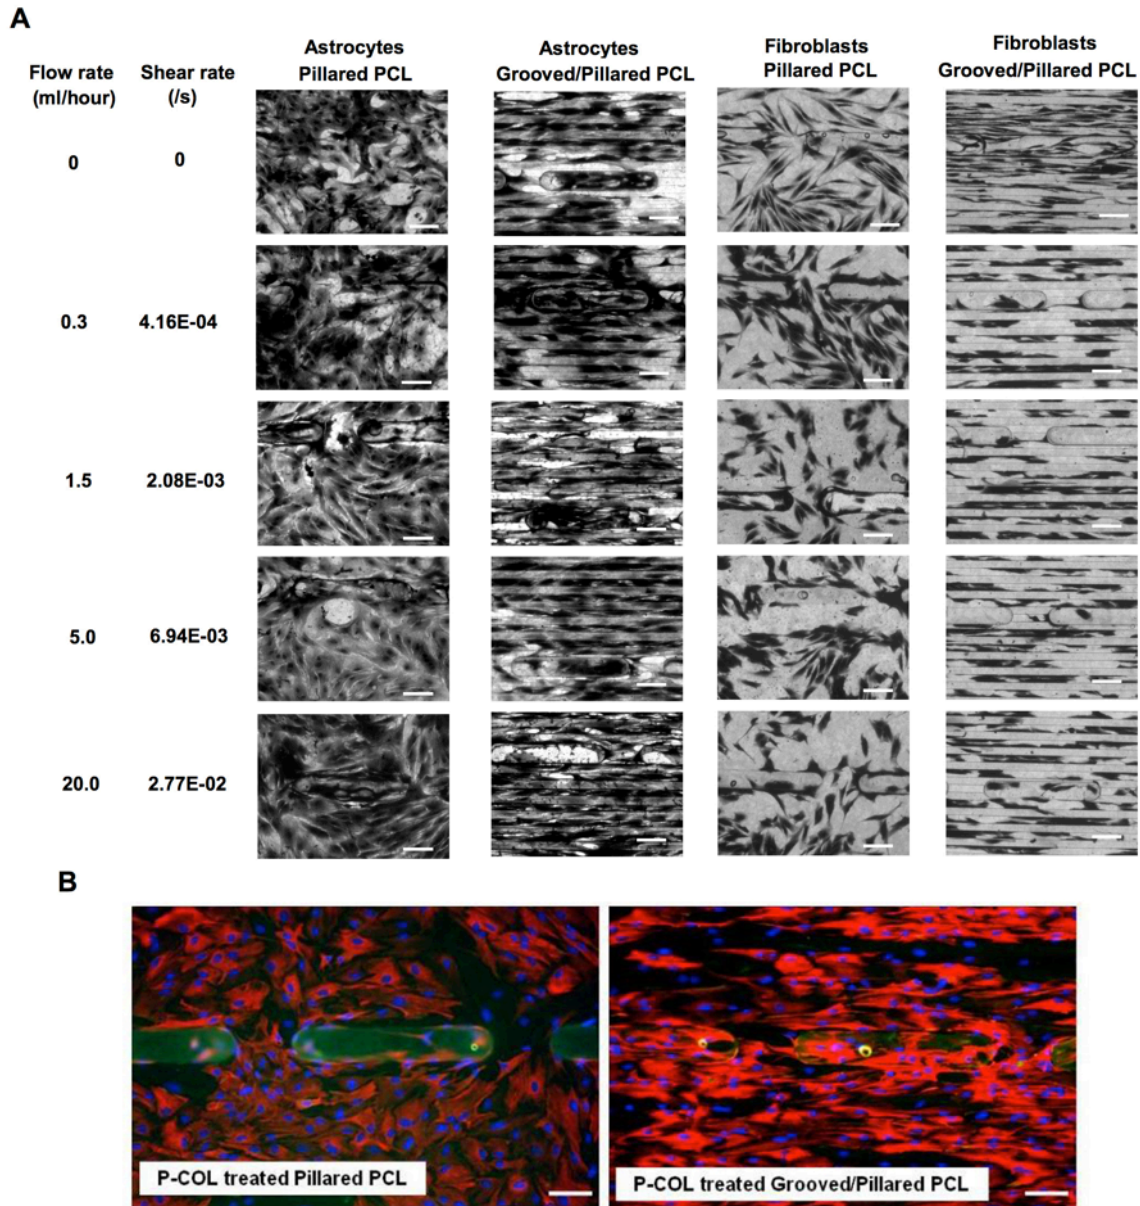 A
Flow rate
(ml/hour)
Shear rate
(/s)
Astrocytes
Pillared PCL
Astrocytes
Grooved/Pillared PCL
Fibroblasts
Pillared PCL
Fibroblasts
Grooved/Pillared PCL
0 0
0.3 4.16E-04
1.5 2.08E-03
5.0 6.94E-03
20.0 2.77E-02
B
P-COL treated Pillared PCL
P-COL treated Grooved/Pillared PCL